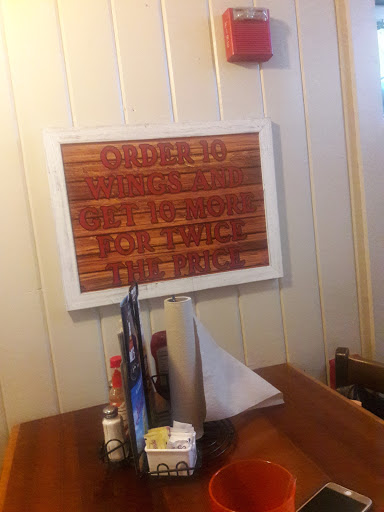 ORDER 10
WINGS AND
GET 10 MORE
FOR TWICE
THE PRICE